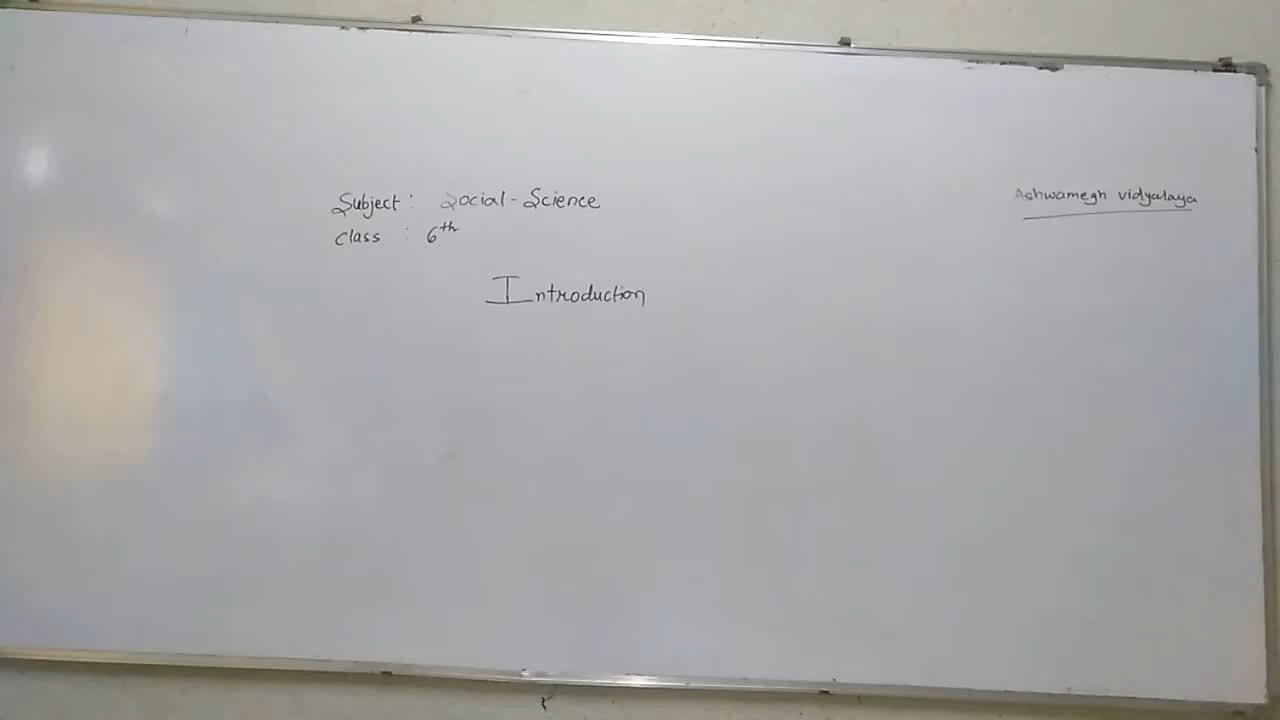 Subject : Social - Science
Ashwamegh vidyalaya
Class : 6th
Introduction